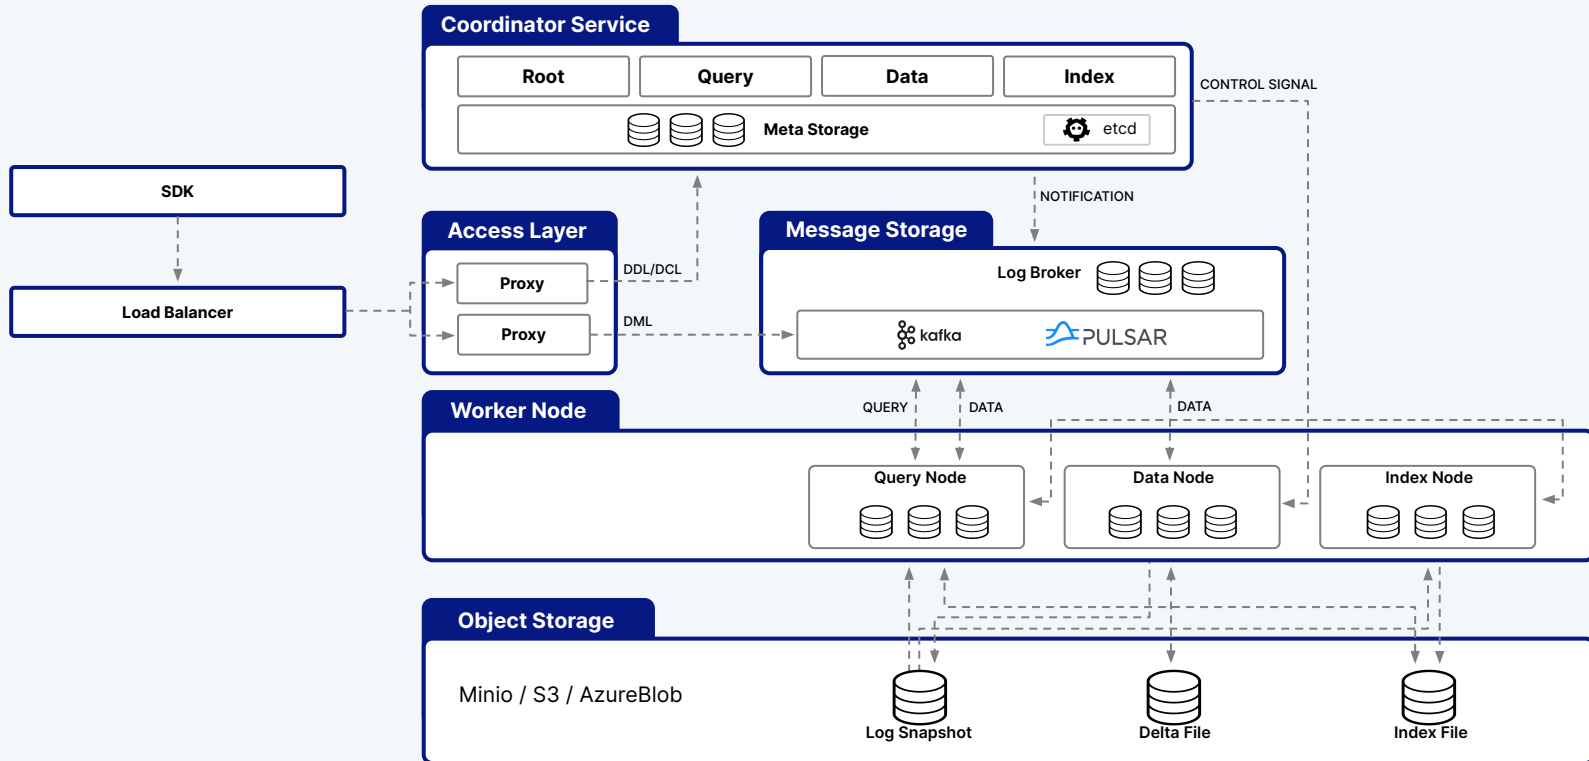 Coordinator Service
Root
Query
Data
Index
CONTROL SIGNAL
Meta Storage
etcd
SDK
NOTIFICATION
Access Layer
Message Storage
Log Broker
Proxy
DDL/DCL
Load Balancer
Proxy
DML
kafka
PULSAR
QUERY
DATA
DATA
Worker Node
Query Node
Data Node
Index Node
Object Storage
Minio / S3 / AzureBlob
Log Snapshot
Delta File
Index File